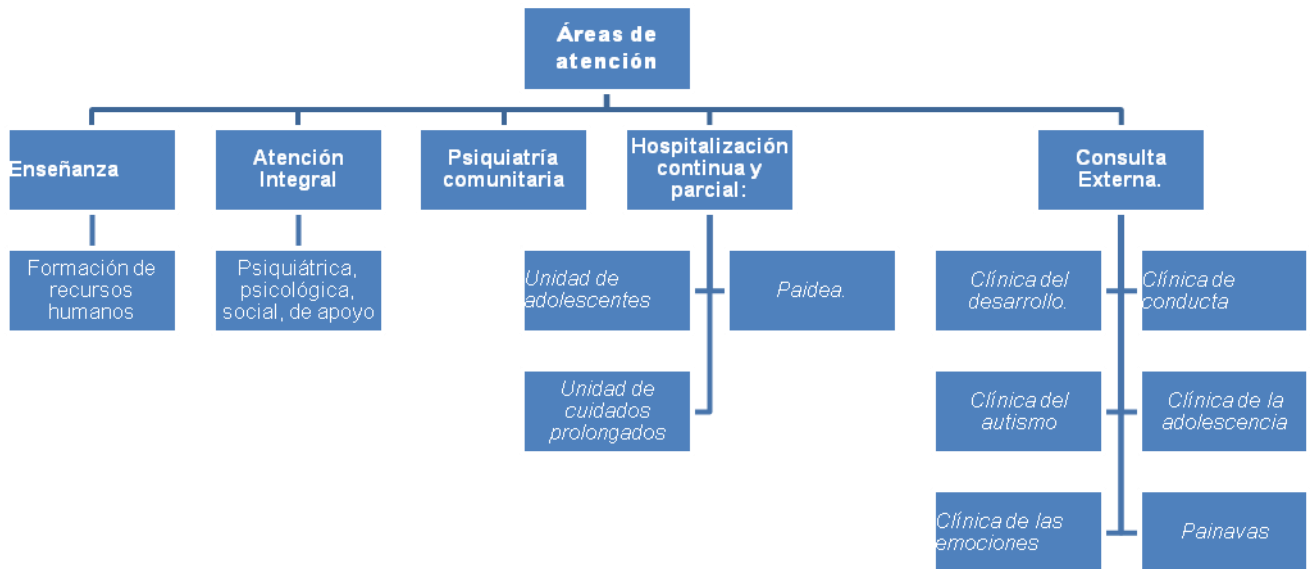 Áreas de
atención
Enseñanza
Atención
Integral
Psiquiatría
comunitaria
Hospitalización
continua y
parcial:
Consulta
Externa.
Formación de
recursos
humanos
Psiquiátrica,
psicológica,
social, de apoyo
Unidad de
adolescentes
Paidea.
Clínica del
desarrollo.
Clínica de
conducta
Unidad de
cuidados
prolongados
Clínica del
autismo
Clínica de la
adolescencia
Clínica de las
emociones
Painavas